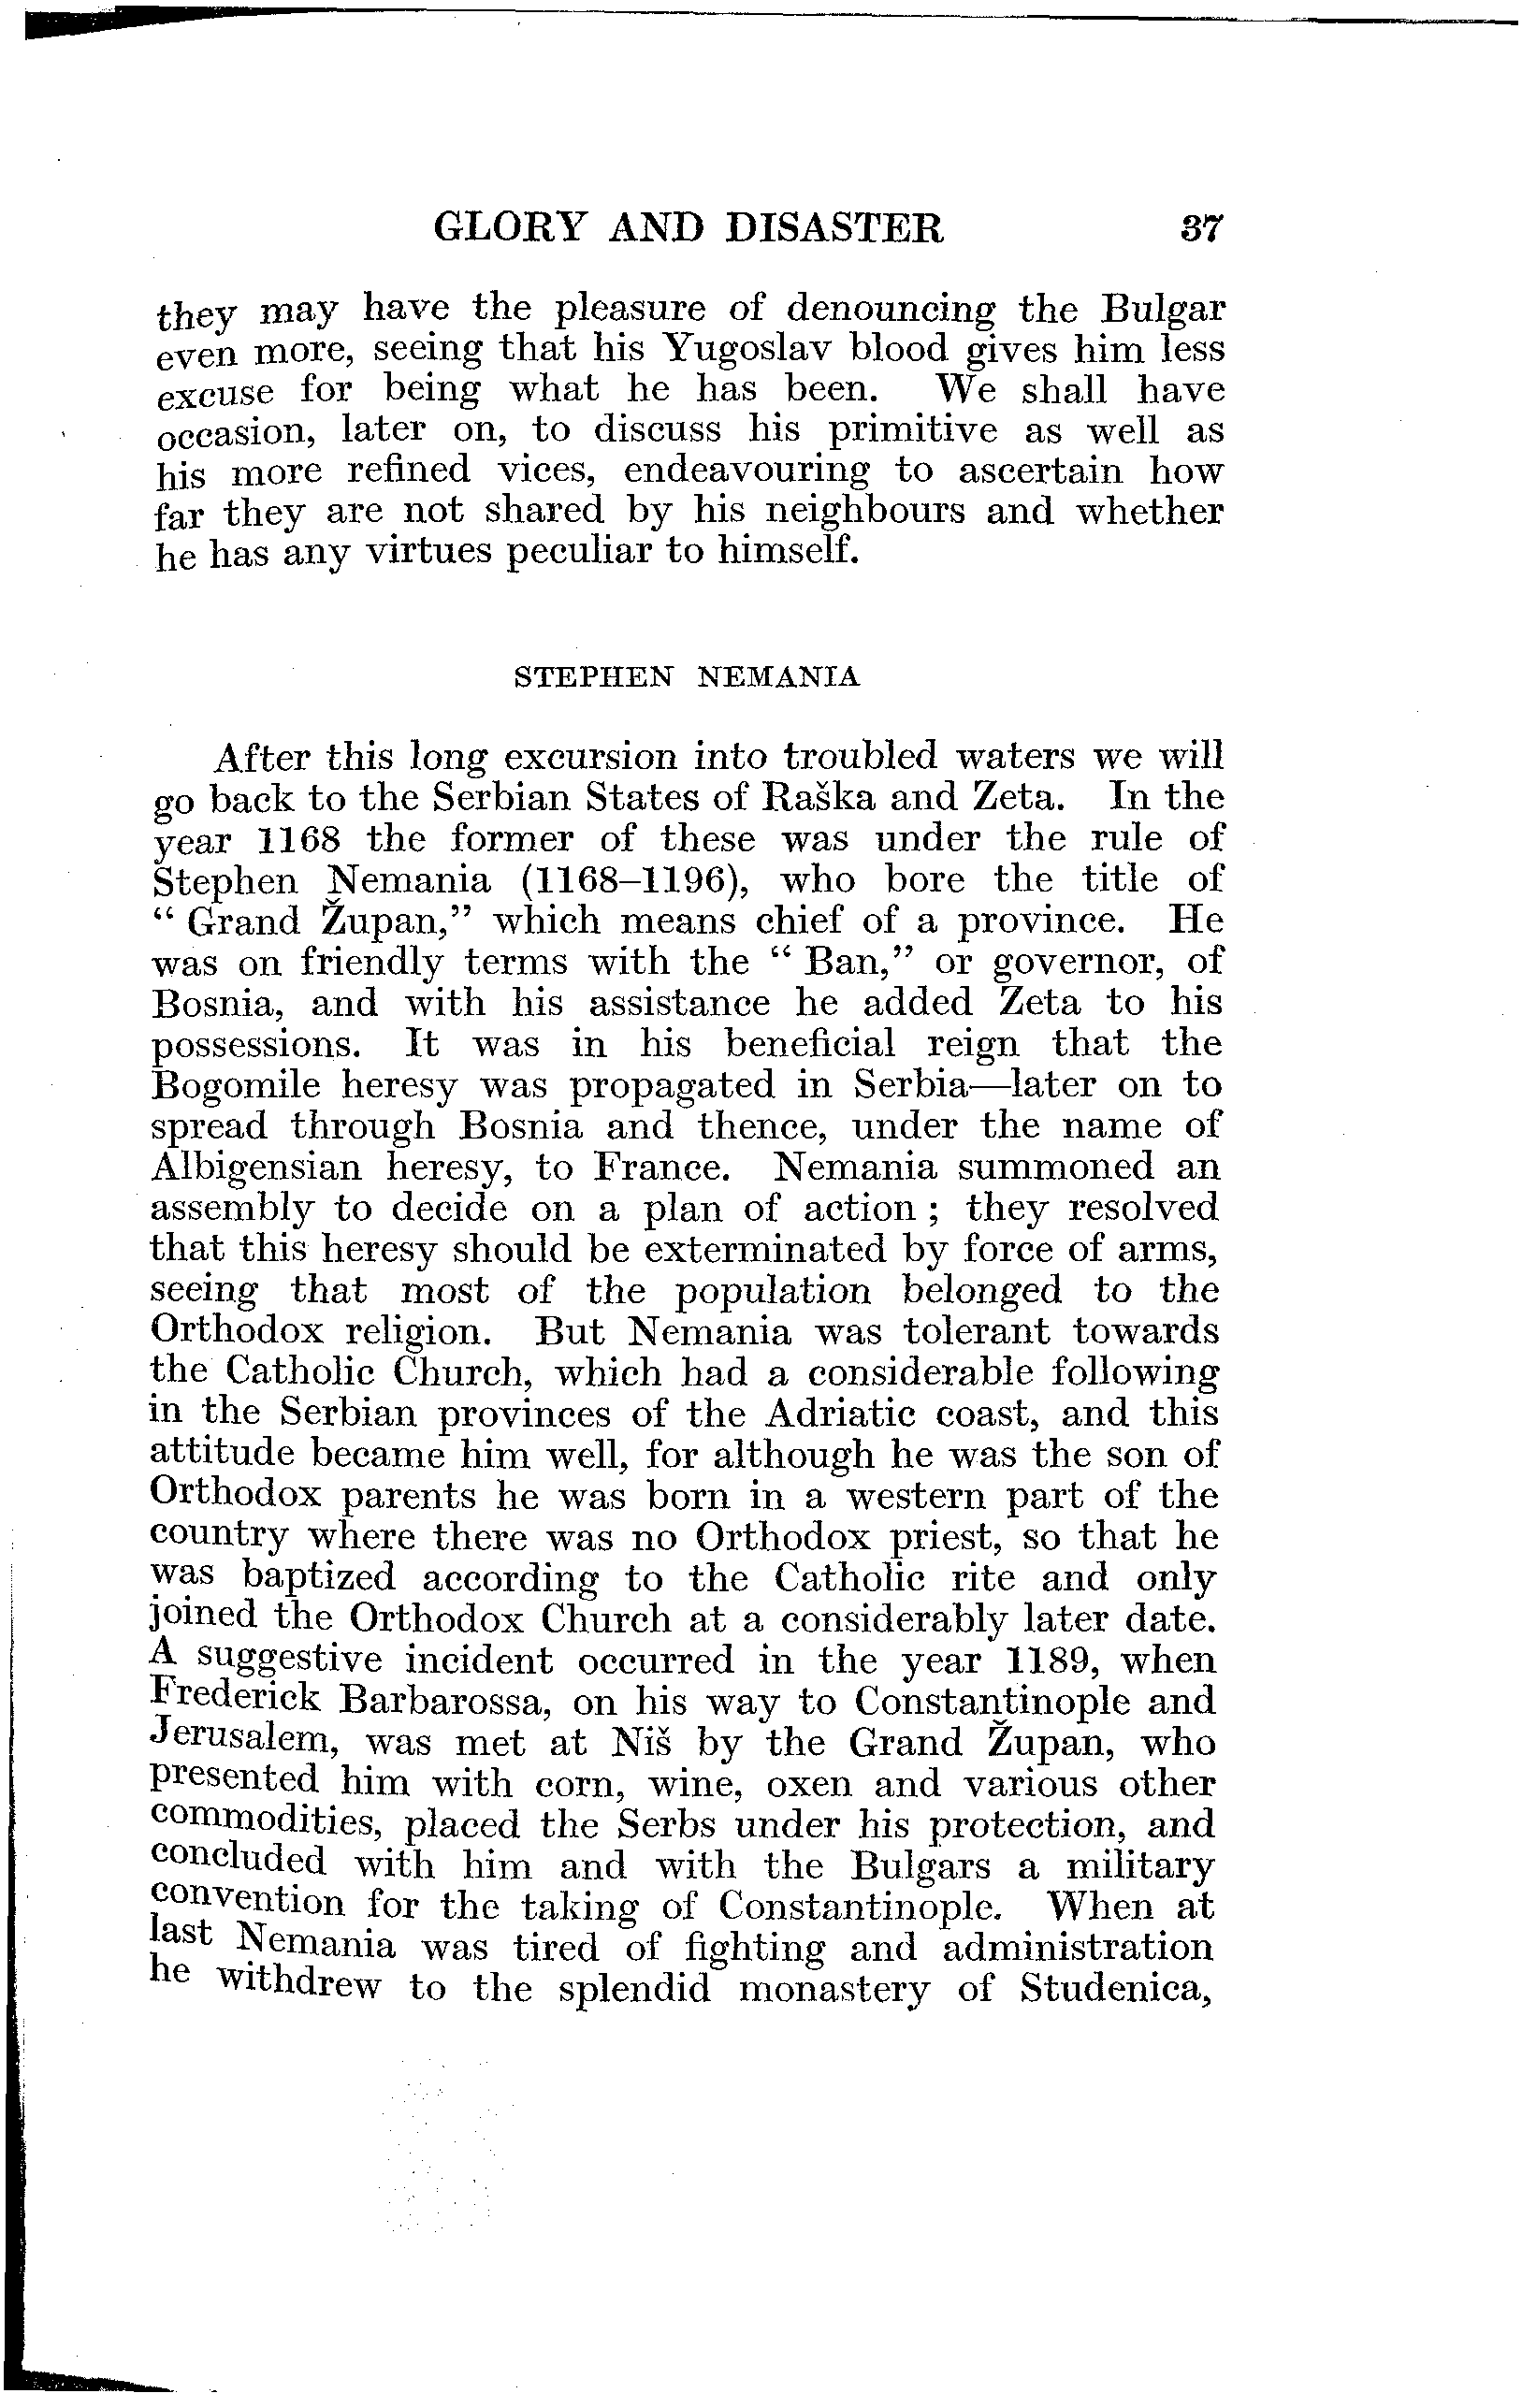 GLORY AND DISASTER 37
they may have the pleasure of denouncing the Bulgar
even more, seeing that his Yugoslav blood gives him less
excuse for being what he has been. We shall have
occasion, later on, to discuss his primitive as well as
his more refined vices, endeavouring to ascertain how
far they are not shared by his neighbours and whether
he has any virtues peculiar to himself.
STEPHEN NEMANIA
After this long excursion into troubled waters we will
go back to the Serbian States of Raška and Zeta. In the
year 1168 the former of these was under the rule of
Stephen Nemania (1168–1196), who bore the title of
“ Grand Župan,” which means chief of a province. He
was on friendly terms with the “ Ban,” or governor, of
Bosnia, and with his assistance he added Zeta to his
possessions. It was in his beneficial reign that the
Bogomile heresy was propagated in Serbia—later on to
spread through Bosnia and thence, under the name of
Albigensian heresy, to France. Nemania summoned an
assembly to decide on a plan of action ; they resolved
that this heresy should be exterminated by force of arms,
seeing that most of the population belonged to the
Orthodox religion. But Nemania was tolerant towards
the Catholic Church, which had a considerable following
in the Serbian provinces of the Adriatic coast, and this
attitude became him well, for although he was the son of
Orthodox parents he was born in a western part of the
country where there was no Orthodox priest, so that he
was baptized according to the Catholic rite and only
joined the Orthodox Church at a considerably later date.
A suggestive incident occurred in the year 1189, when
Frederick Barbarossa, on his way to Constantinople and
Jerusalem, was met at Niš by the Grand Župan, who
presented him with corn, wine, oxen and various other
commodities, placed the Serbs under his protection, and
concluded with him and with the Bulgars a military
convention for the taking of Constantinople. When at
last Nemania was tired of fighting and administration
he withdrew to the splendid monastery of Studenica,